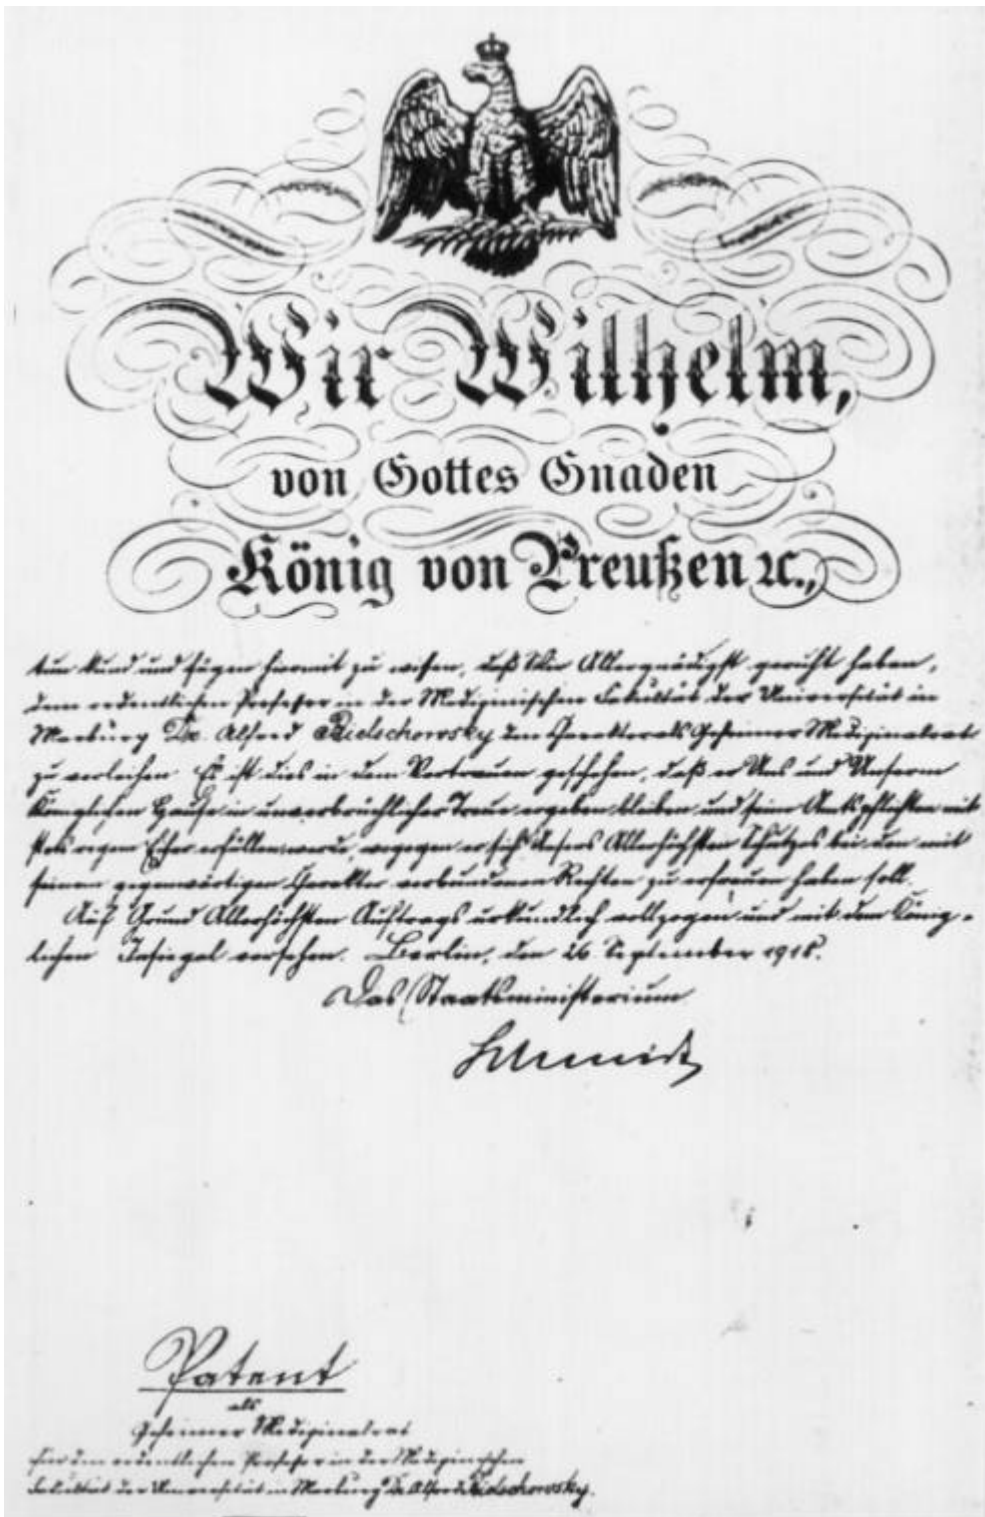 Wir Wilhelm,
von Gottes Gnaden
König von Preußen ꝛc.,
tun kund und fügen hiermit zu wissen, daß Wir Allergnädigst geruht haben,
dem ordentlichen Professor in der Medizinischen Fakultät der Universität in
Marburg Dr. Alfred Bielschowsky den Charakter als Geheimer Medizinalrat
zu verleihen. Es ist dies in dem Vertrauen geschehen, daß er Uns und Unserm
Königlichen Hause in unverbrüchlicher Treue ergeben bleiben und seine Amtspflichten mit
stets regem Eifer erfüllen werde, wogegen er sich Unsers Allerhöchsten Schutzes bei den mit
seinem gegenwärtigen Charakter verbundenen Rechten zu erfreuen haben soll.
Auf Grund Allerhöchsten Auftrags urkundlich vollzogen und mit dem König-
lichen Insiegel versehen. Berlin, den 26. September 1918.
Das Staatsministerium
Schmidt
Patent
als
Geheimer Medizinalrat
für den ordentlichen Professor in der Medizinischen
Fakultät der Universität in Marburg Dr. Alfred Bielschowsky.